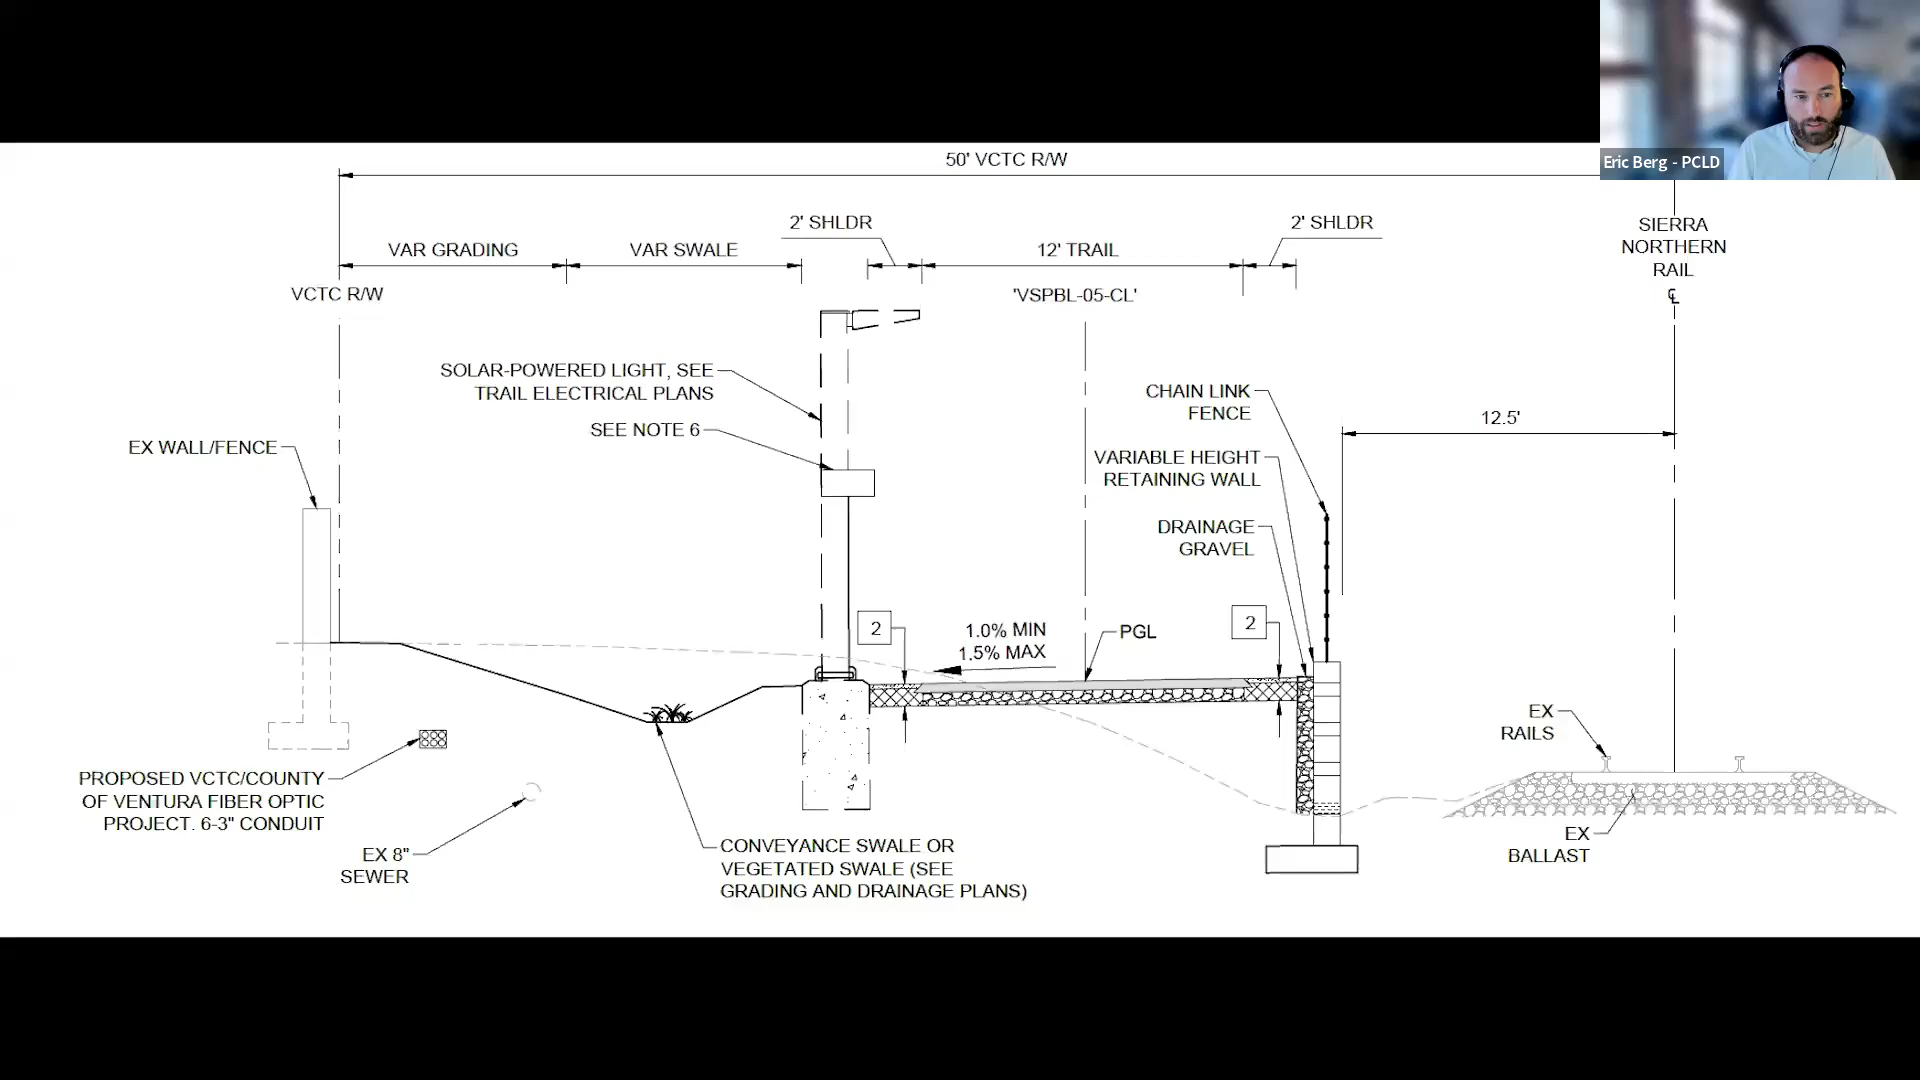 50' VCTC R/W
Eric Berg - PCLD
2' SHLDR
2' SHLDR
SIERRA
NORTHERN
RAIL
VAR GRADING
VAR SWALE
12' TRAIL
VCTC R/W
'VSPBL-05-CL'
℄
SOLAR-POWERED LIGHT, SEE
TRAIL ELECTRICAL PLANS
SEE NOTE 6
CHAIN LINK
FENCE
12.5'
EX WALL/FENCE
VARIABLE HEIGHT
RETAINING WALL
DRAINAGE
GRAVEL
2
1.0% MIN
1.5% MAX
PGL
2
EX
RAILS
PROPOSED VCTC/COUNTY
OF VENTURA FIBER OPTIC
PROJECT. 6-3" CONDUIT
EX 8"
SEWER
CONVEYANCE SWALE OR
VEGETATED SWALE (SEE
GRADING AND DRAINAGE PLANS)
EX
BALLAST